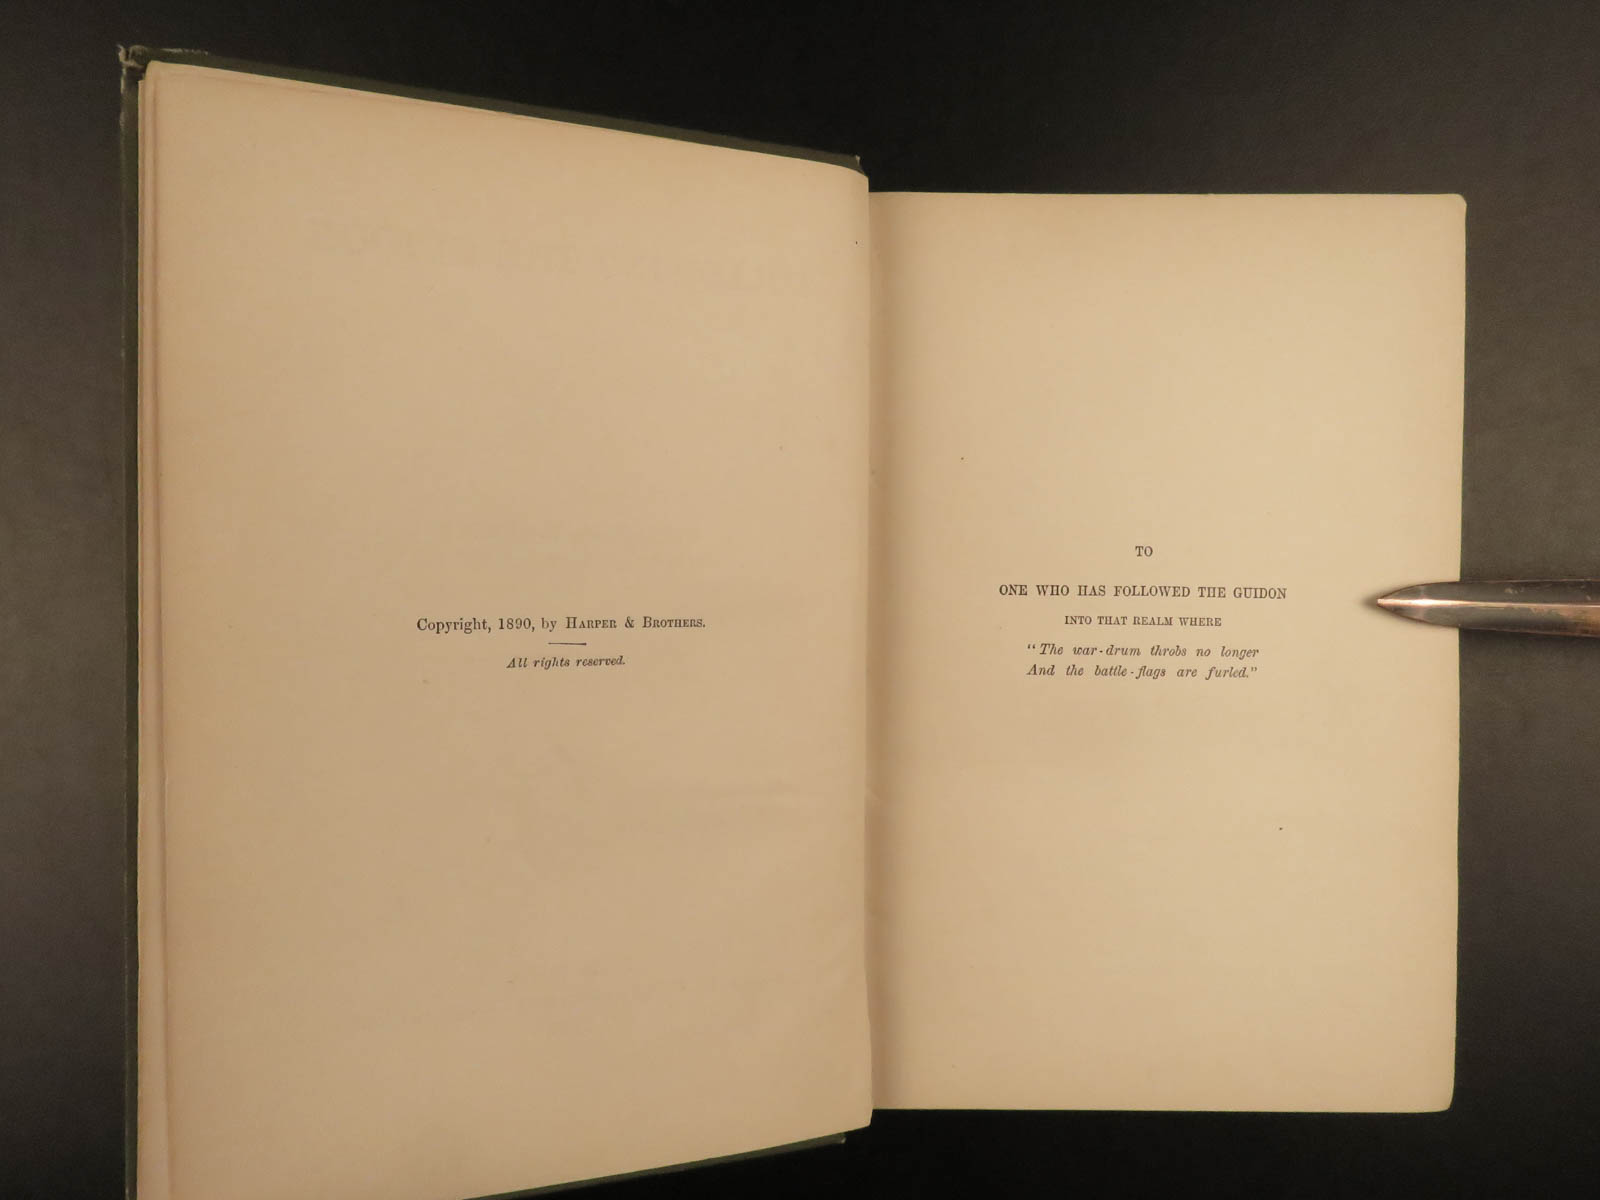 Copyright, 1890, by HARPER & BROTHERS.
All rights reserved.
TO
ONE WHO HAS FOLLOWED THE GUIDON
INTO THAT REALM WHERE
"The war-drum throbs no longer
And the battle-flags are furled."